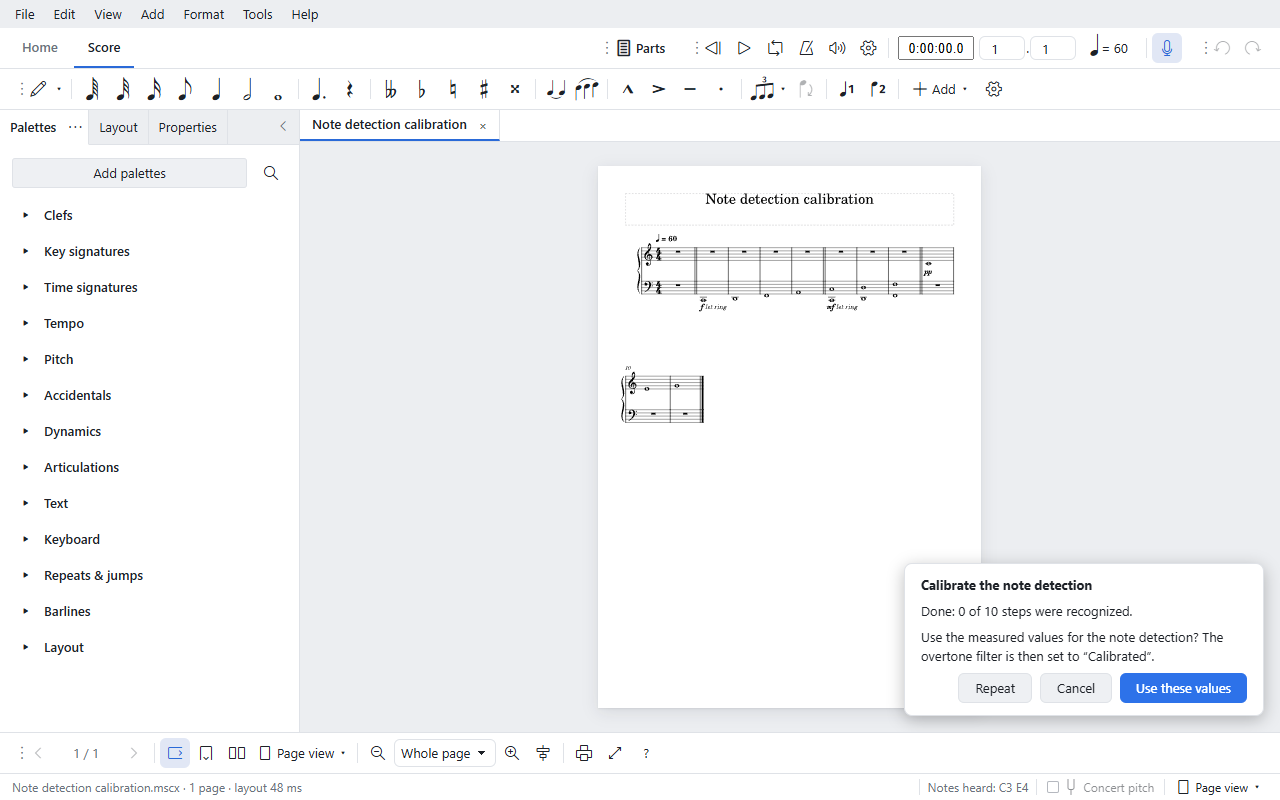 File Edit View Add Format Tools Help
Home Score Parts 0:00:00.0 1 . 1 = 60
3 1 2 Add
Palettes Layout Properties
Note detection calibration ×
Add palettes
Clefs
Key signatures
Time signatures
Tempo
Pitch
Accidentals
Dynamics
Articulations
Text
Keyboard
Repeats & jumps
Barlines
Layout
Note detection calibration
= 60
pp
f let ring mf let ring
10
Calibrate the note detection
Done: 0 of 10 steps were recognized.
Use the measured values for the note detection? The
overtone filter is then set to “Calibrated”.
Repeat Cancel Use these values
1 / 1 Page view Whole page ?
Note detection calibration.mscx · 1 page · layout 48 ms
Notes heard: C3 E4 Concert pitch Page view